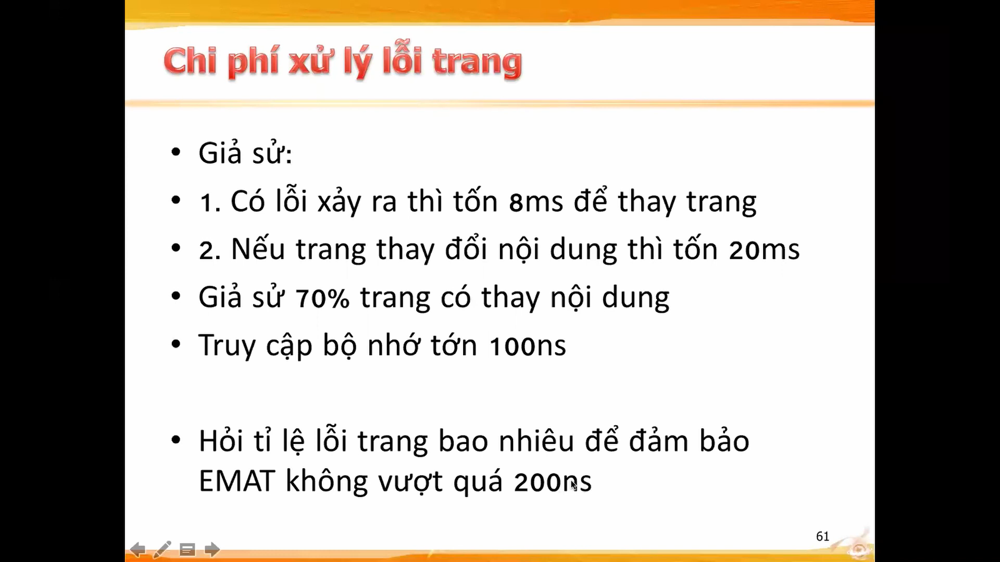 Chi phí xử lý lỗi trang
• Giả sử:
• 1. Có lỗi xảy ra thì tốn 8ms để thay trang
• 2. Nếu trang thay đổi nội dung thì tốn 20ms
• Giả sử 70% trang có thay nội dung
• Truy cập bộ nhớ tớn 100ns
• Hỏi tỉ lệ lỗi trang bao nhiêu để đảm bảo
EMAT không vượt quá 200ns
61